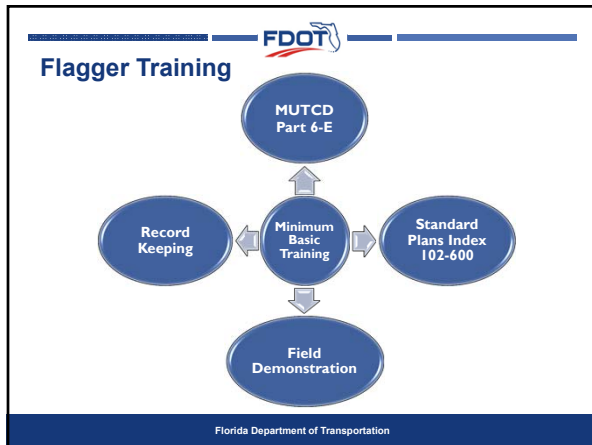 FDOT
Flagger Training
MUTCD
Part 6-E
Record
Keeping
Minimum
Basic
Training
Standard
Plans Index
102-600
Field
Demonstration
Florida Department of Transportation